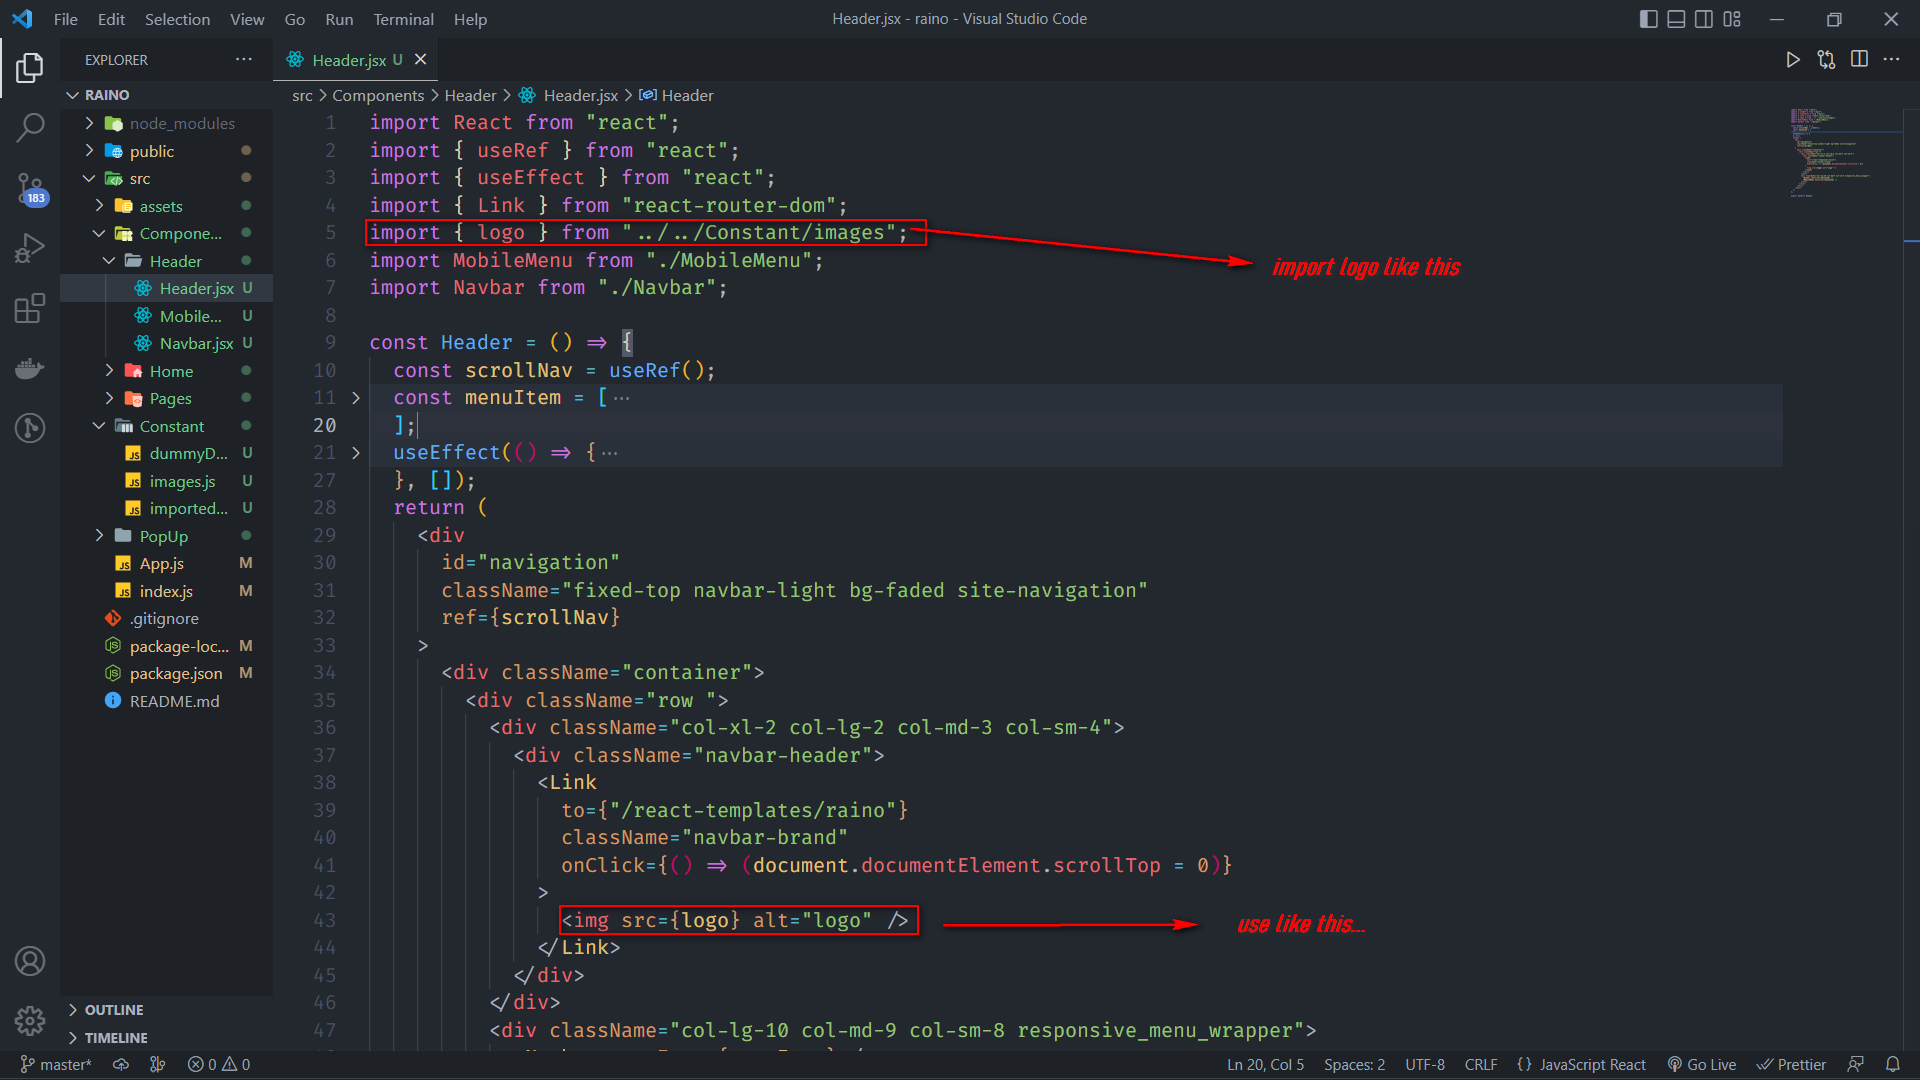 File Edit Selection View Go Run Terminal Help
Header.jsx - raino - Visual Studio Code
EXPLORER ···
Header.jsx U
RAINO
src > Components > Header > Header.jsx > Header
node_modules
public
src
assets
Compone...
Header
Header.jsx U
Mobile... U
Navbar.jsx U
Home
Pages
Constant
dummyD... U
images.js U
imported... U
PopUp
App.js M
index.js M
.gitignore
package-loc... M
package.json M
README.md
OUTLINE
TIMELINE
183
1 import React from "react";
2 import { useRef } from "react";
3 import { useEffect } from "react";
4 import { Link } from "react-router-dom";
5 import { logo } from "../../Constant/images";
import logo like this
6 import MobileMenu from "./MobileMenu";
7 import Navbar from "./Navbar";
8
9 const Header = () => {
10 const scrollNav = useRef();
11 const menuItem = [ ···
20 ];
21 useEffect(() => { ···
27 }, []);
28 return (
29 <div
30 id="navigation"
31 className="fixed-top navbar-light bg-faded site-navigation"
32 ref={scrollNav}
33 >
34 <div className="container">
35 <div className="row ">
36 <div className="col-xl-2 col-lg-2 col-md-3 col-sm-4">
37 <div className="navbar-header">
38 <Link
39 to={"/react-templates/raino"}
40 className="navbar-brand"
41 onClick={() => (document.documentElement.scrollTop = 0)}
42 >
43 <img src={logo} alt="logo" />
use like this...
44 </Link>
45 </div>
46 </div>
47 <div className="col-lg-10 col-md-9 col-sm-8 responsive_menu_wrapper">
master* 0 0 Ln 20, Col 5 Spaces: 2 UTF-8 CRLF {} JavaScript React Go Live Prettier